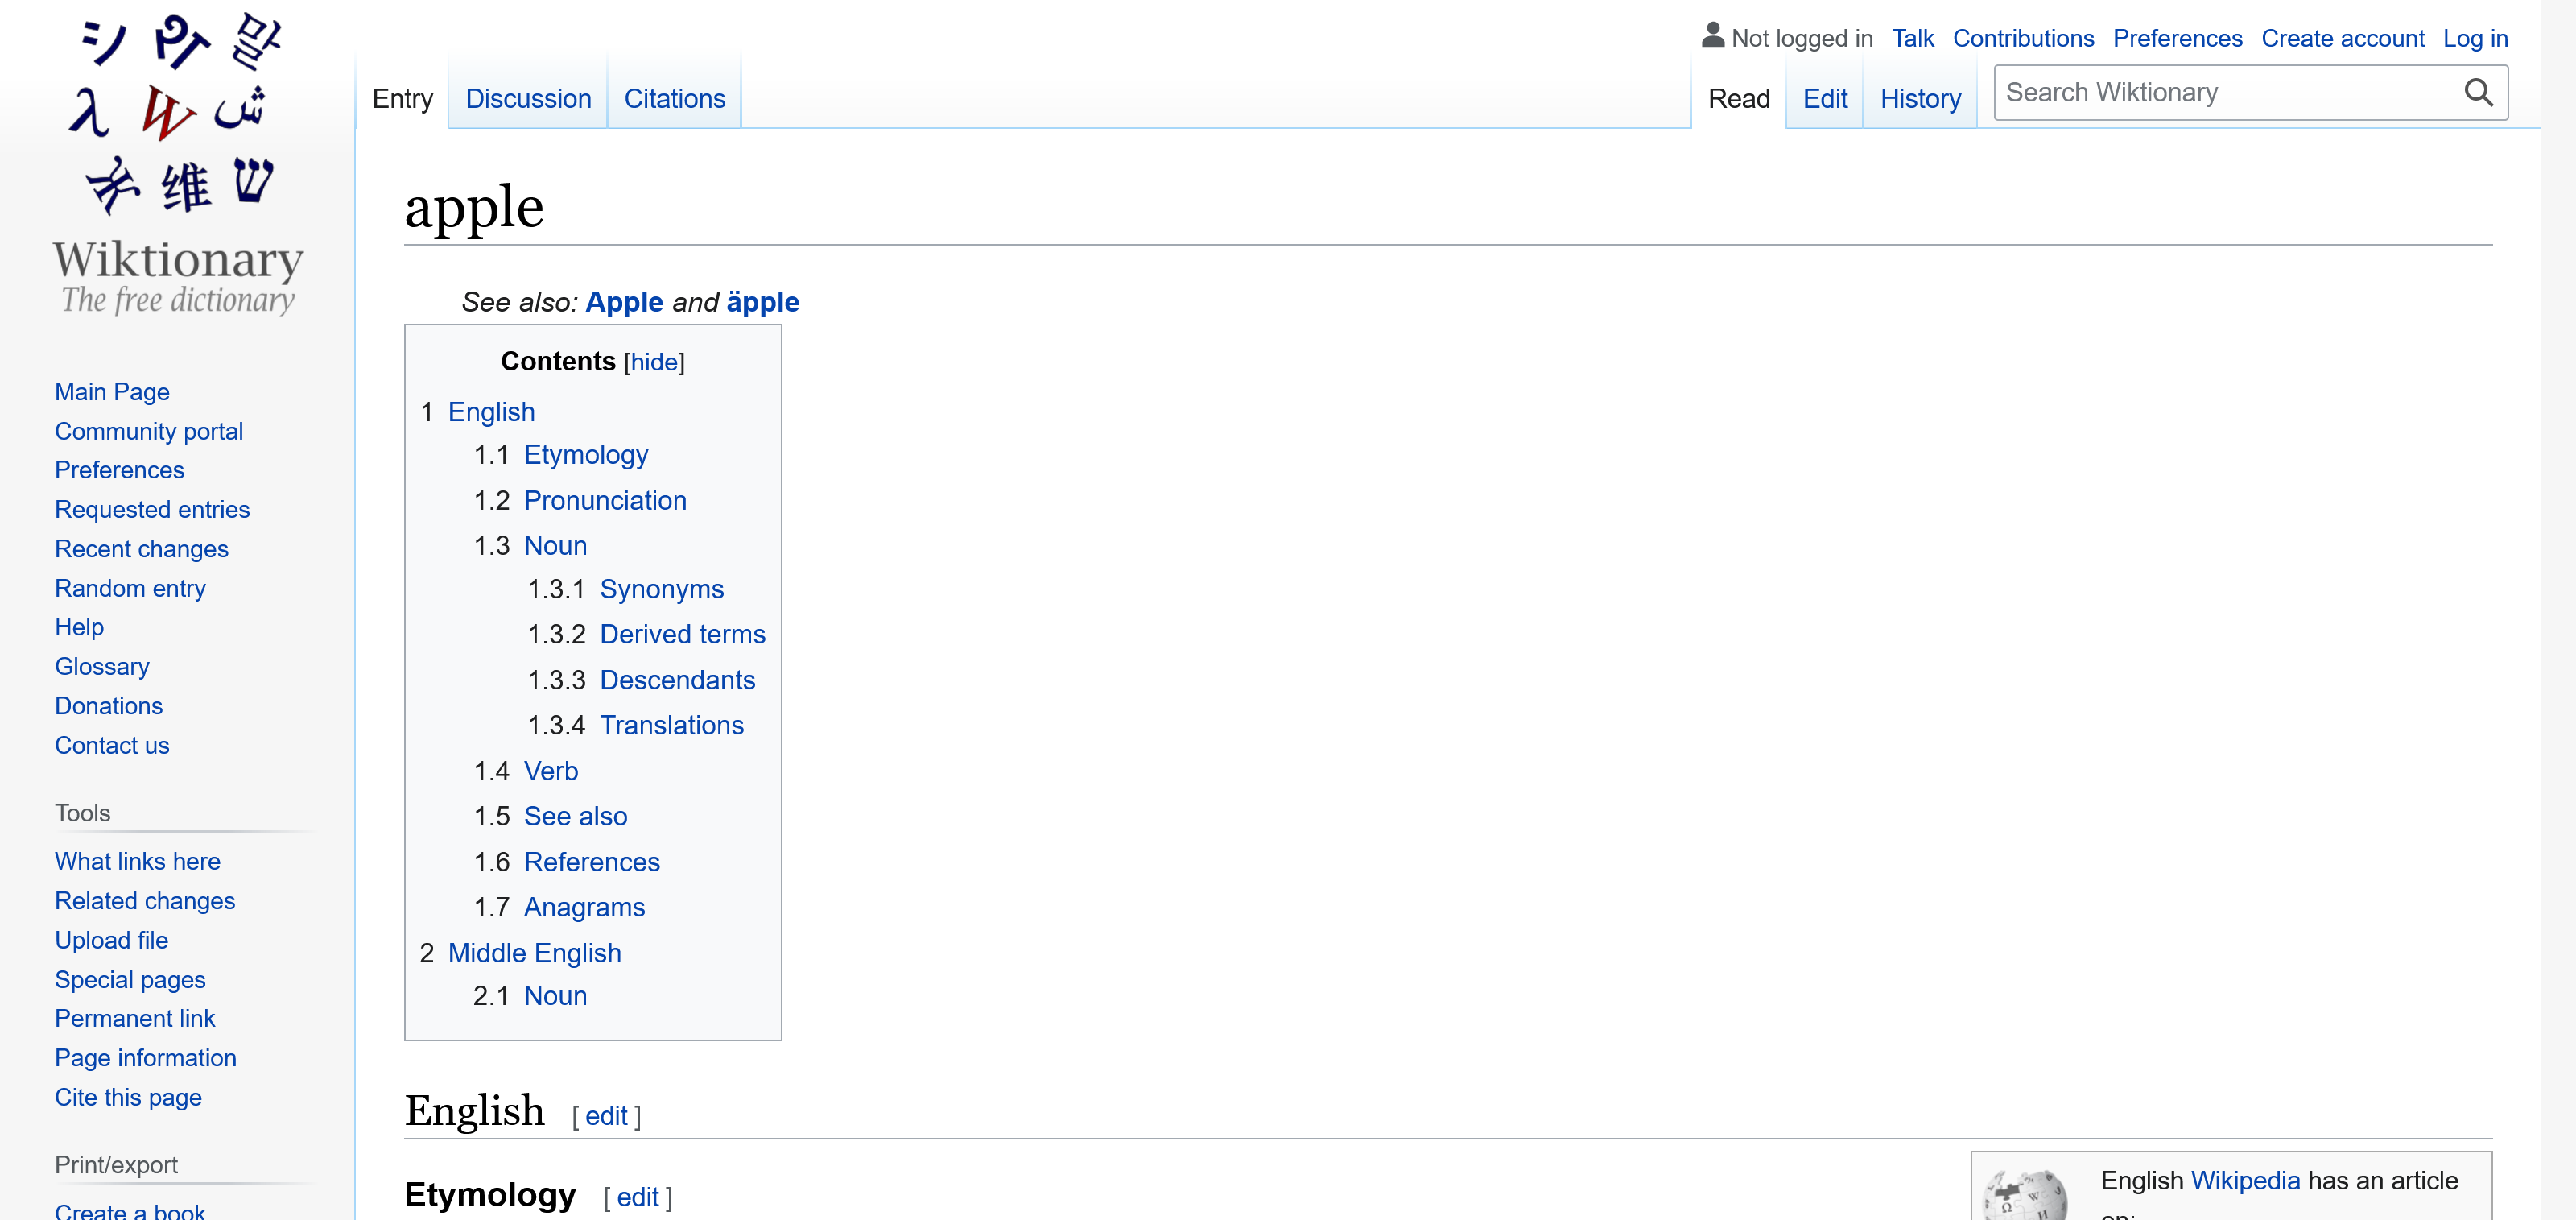 シ Ϣ 말
λ W ش
维 ש
Wiktionary
The free dictionary
Not logged in Talk Contributions Preferences Create account Log in
Entry Discussion Citations
Read Edit History Search Wiktionary
Main Page
Community portal
Preferences
Requested entries
Recent changes
Random entry
Help
Glossary
Donations
Contact us
Tools
What links here
Related changes
Upload file
Special pages
Permanent link
Page information
Cite this page
Print/export
Create a book
apple
See also: Apple and äpple
Contents [hide]
1 English
1.1 Etymology
1.2 Pronunciation
1.3 Noun
1.3.1 Synonyms
1.3.2 Derived terms
1.3.3 Descendants
1.3.4 Translations
1.4 Verb
1.5 See also
1.6 References
1.7 Anagrams
2 Middle English
2.1 Noun
English [ edit ]
Etymology [ edit ]
English Wikipedia has an article
on: